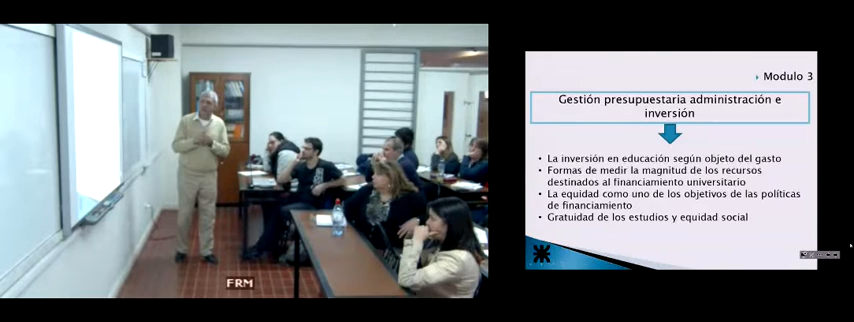 FRM
Modulo 3
Gestión presupuestaria administración e
inversión
• La inversión en educación según objeto del gasto
• Formas de medir la magnitud de los recursos
destinados al financiamiento universitario
• La equidad como uno de los objetivos de las políticas
de financiamiento
• Gratuidad de los estudios y equidad social